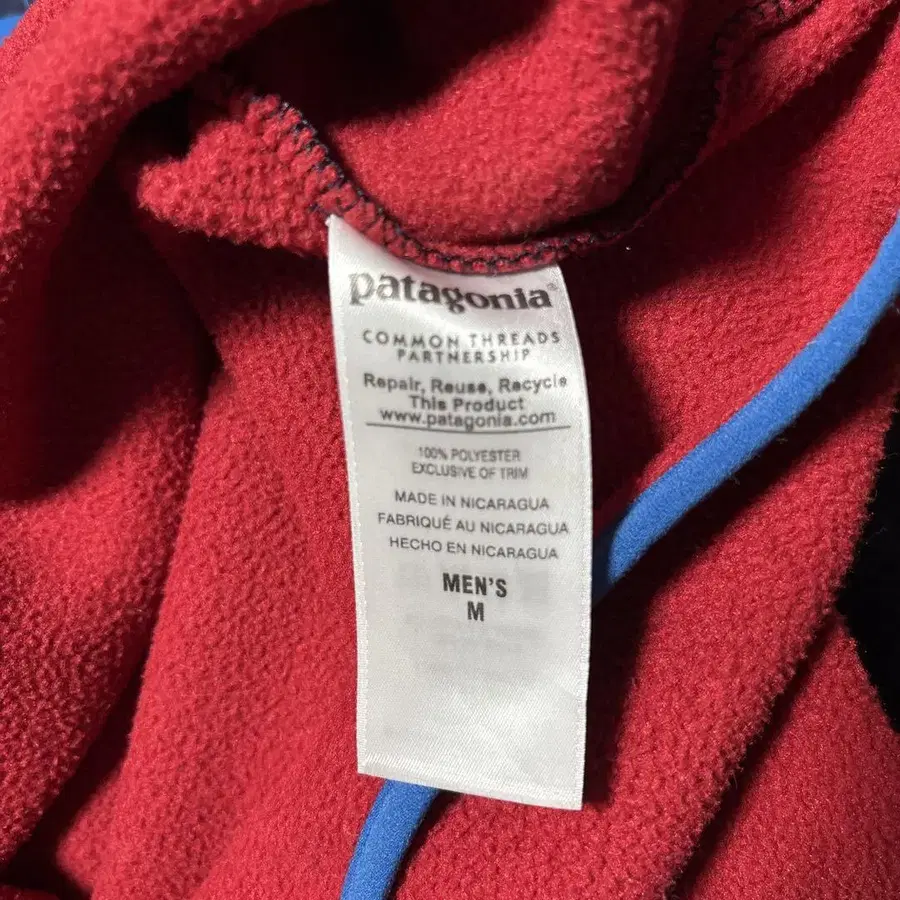 patagonia®
COMMON THREADS
PARTNERSHIP
Repair, Reuse, Recycle
This Product
www.patagonia.com
100% POLYESTER
EXCLUSIVE OF TRIM
MADE IN NICARAGUA
FABRIQUÉ AU NICARAGUA
HECHO EN NICARAGUA
MEN'S
M